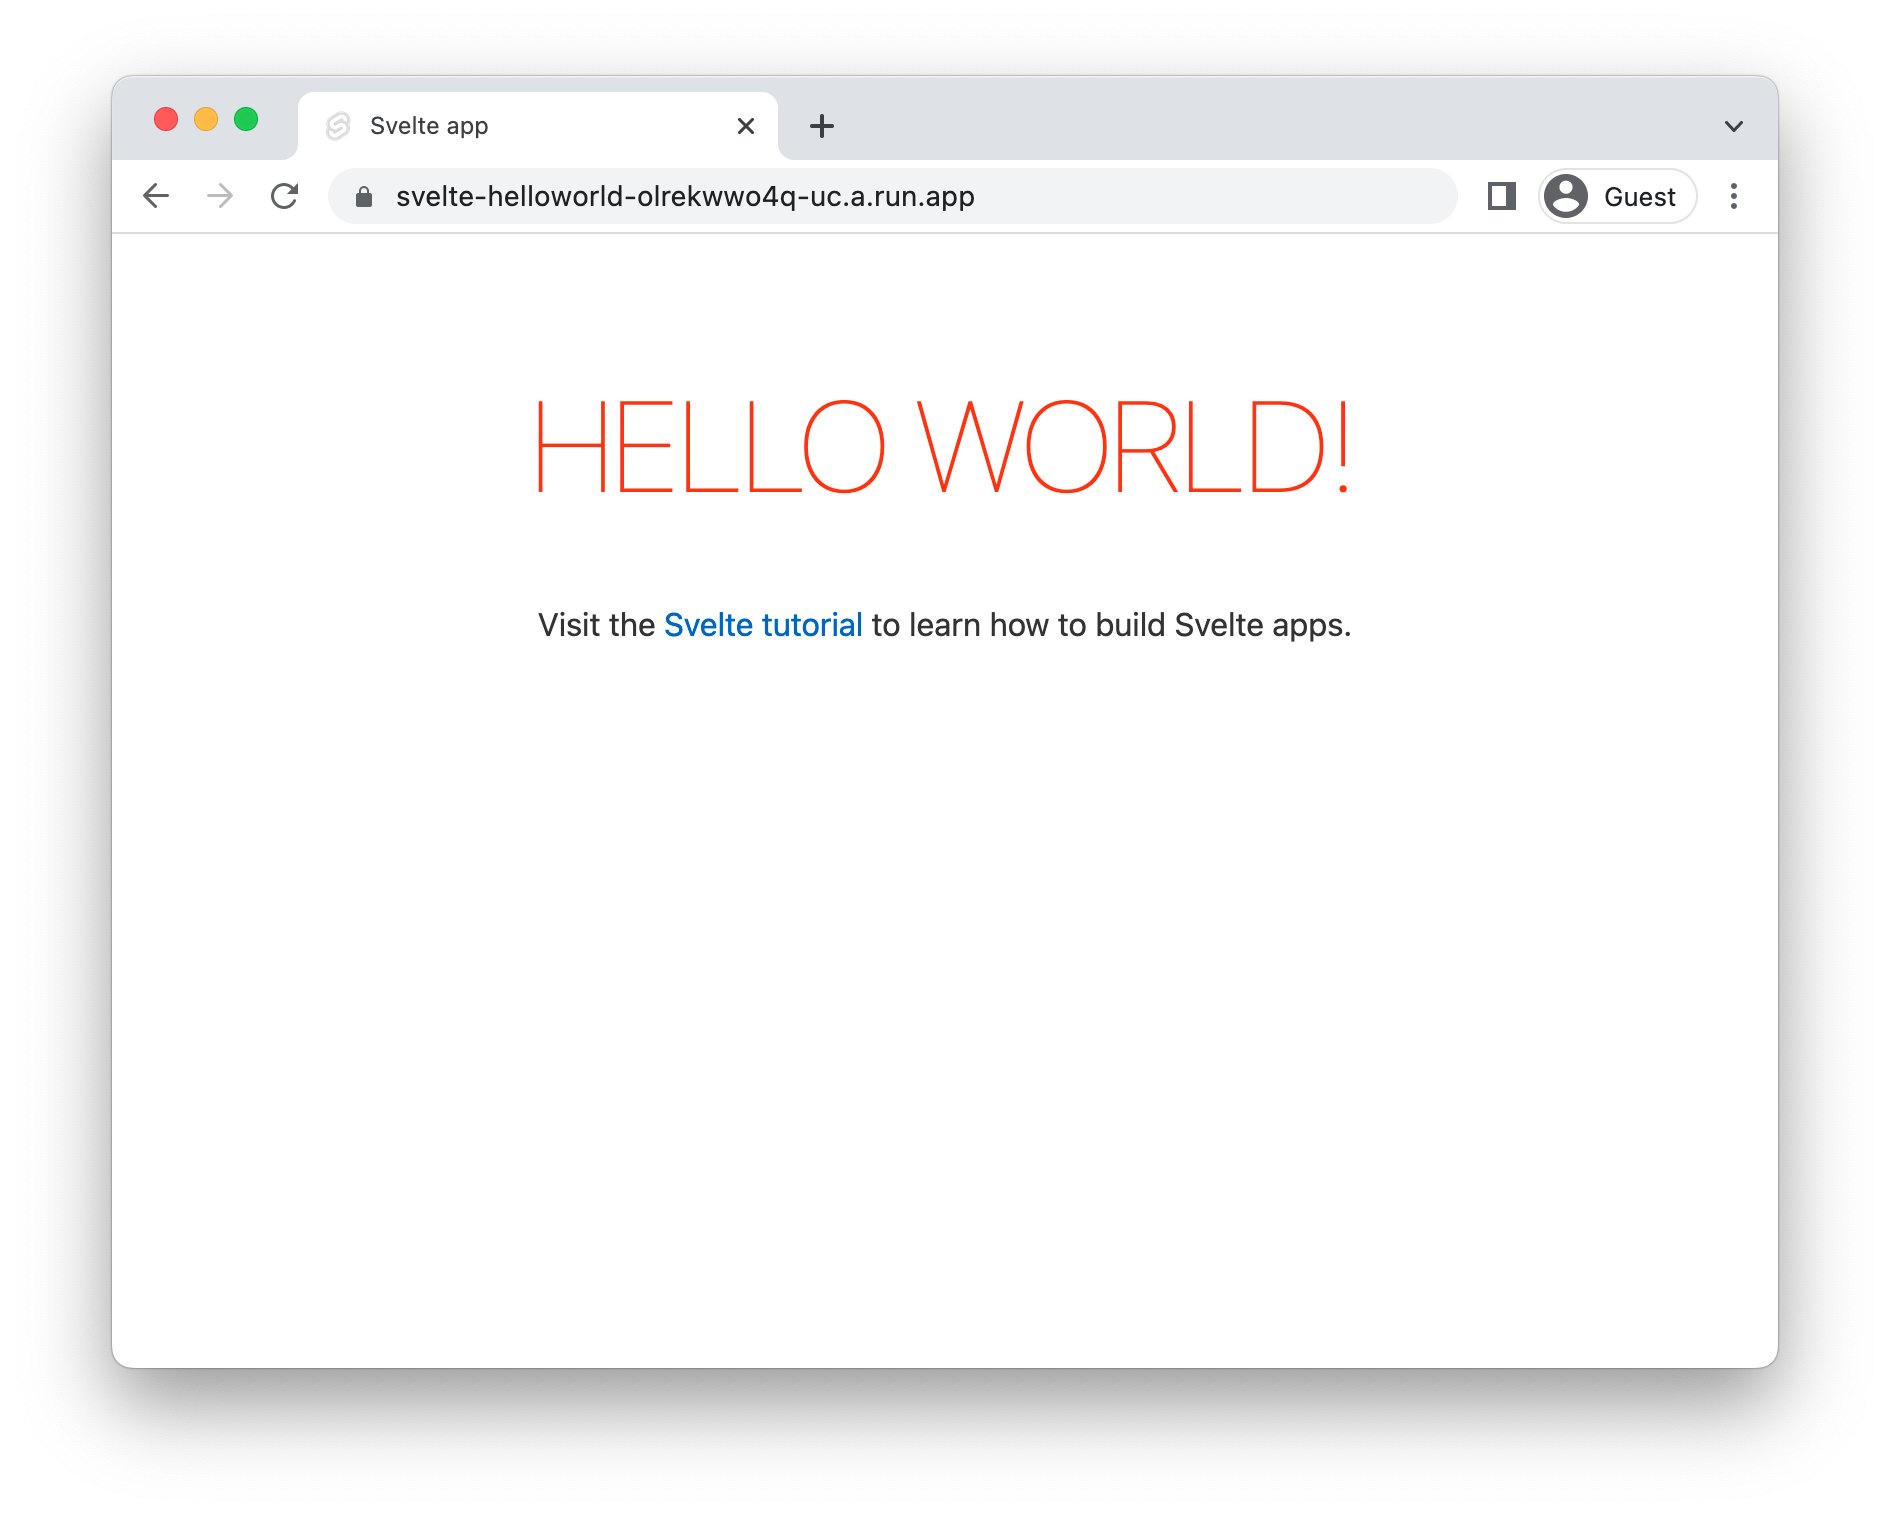 Svelte app
svelte-helloworld-olrekwwo4q-uc.a.run.app
Guest
HELLO WORLD!
Visit the Svelte tutorial to learn how to build Svelte apps.